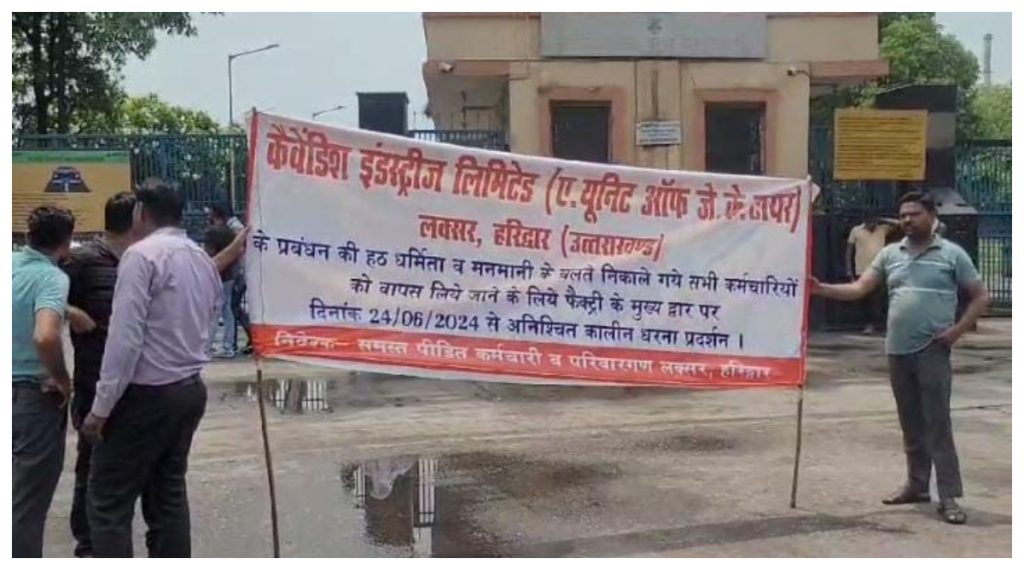 कैवेंडिश इंडस्ट्रीज लिमिटेड (ए.यूनिट ऑफ जे.के.टायर)
लक्सर, हरिद्वार (उत्तराखण्ड)
के प्रबंधन की हठ धर्मिता व मनमानी के चलते निकाले गये सभी कर्मचारियों
को वापस लिये जाने के लिये फैक्ट्री के मुख्य द्वार पर
दिनांक 24/06/2024 से अनिश्चित कालीन धरना प्रदर्शन ।
निवेदक– समस्त पीडित कर्मचारी व परिवारगण लक्सर, हरिद्वार